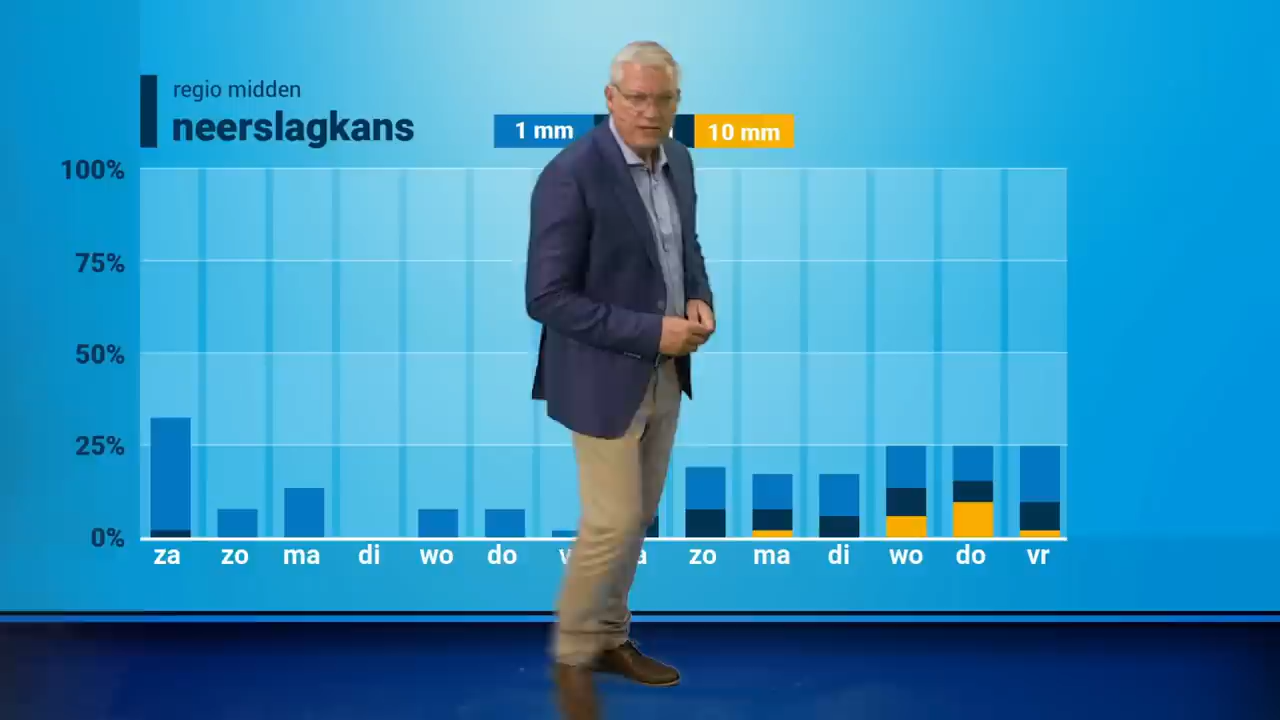 regio midden
neerslagkans
1 mm 10 mm
100%
75%
50%
25%
0%
za zo ma di wo do zo ma di wo do vr